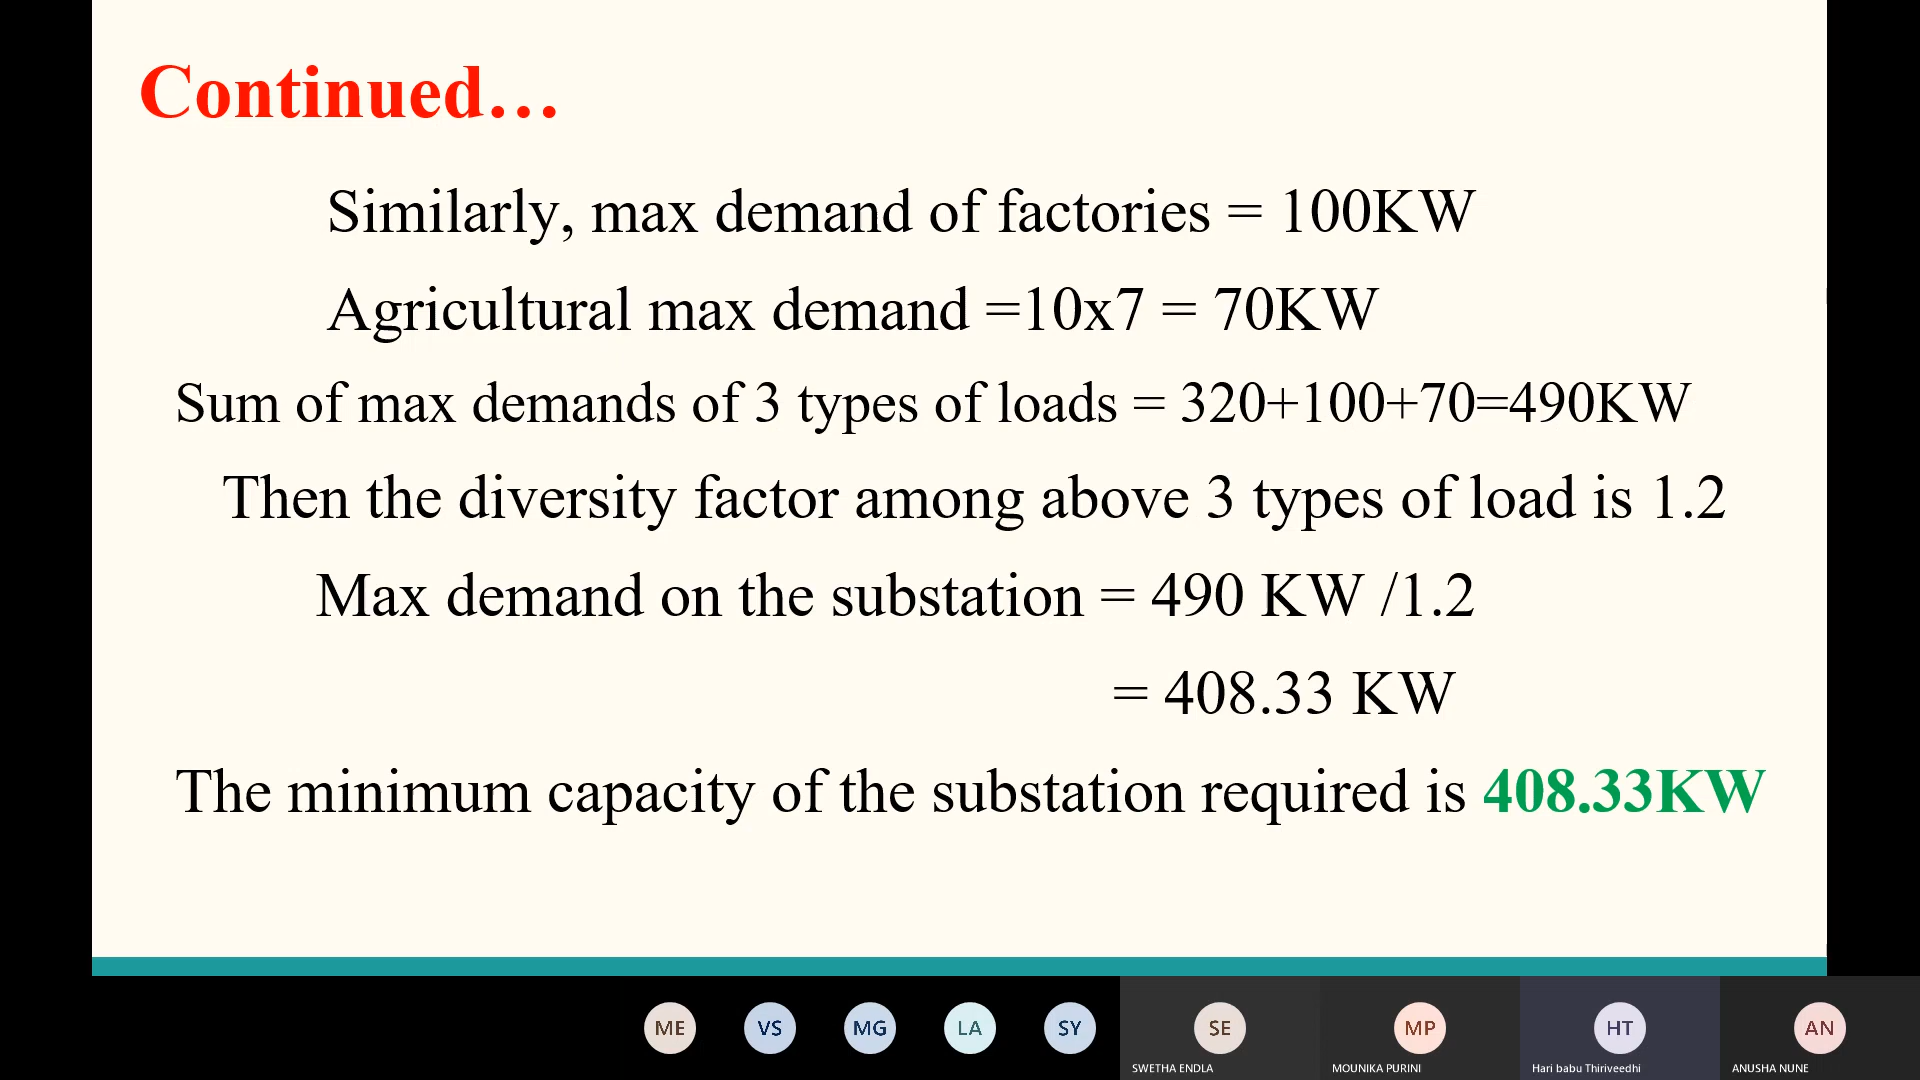 Continued…
Similarly, max demand of factories = 100KW
Agricultural max demand =10x7 = 70KW
Sum of max demands of 3 types of loads = 320+100+70=490KW
Then the diversity factor among above 3 types of load is 1.2
Max demand on the substation = 490 KW /1.2
= 408.33 KW
The minimum capacity of the substation required is 408.33KW
ME VS MG LA SY SE MP HT AN
SWETHA ENDLA MOUNIKA PURINI Hari babu Thiriveedhi ANUSHA NUNE